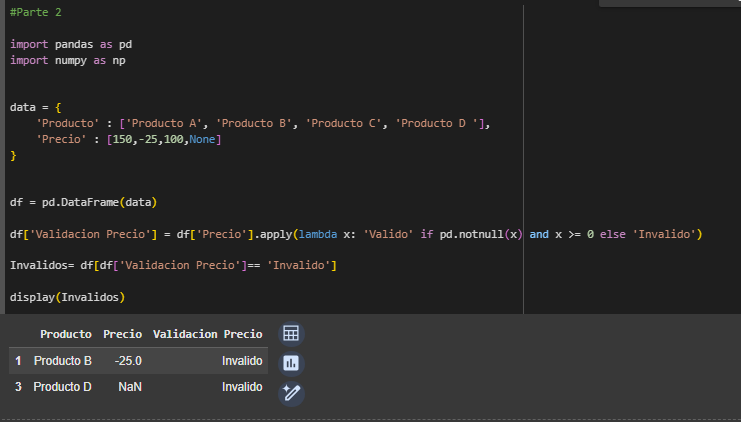 #Parte 2
import pandas as pd
import numpy as np
data = {
'Producto' : ['Producto A', 'Producto B', 'Producto C', 'Producto D '],
'Precio' : [150,-25,100,None]
}
df = pd.DataFrame(data)
df['Validacion Precio'] = df['Precio'].apply(lambda x: 'Valido' if pd.notnull(x) and x >= 0 else 'Invalido')
Invalidos= df[df['Validacion Precio']== 'Invalido']
display(Invalidos)
Producto Precio Validacion Precio
1 Producto B -25.0 Invalido
3 Producto D NaN Invalido